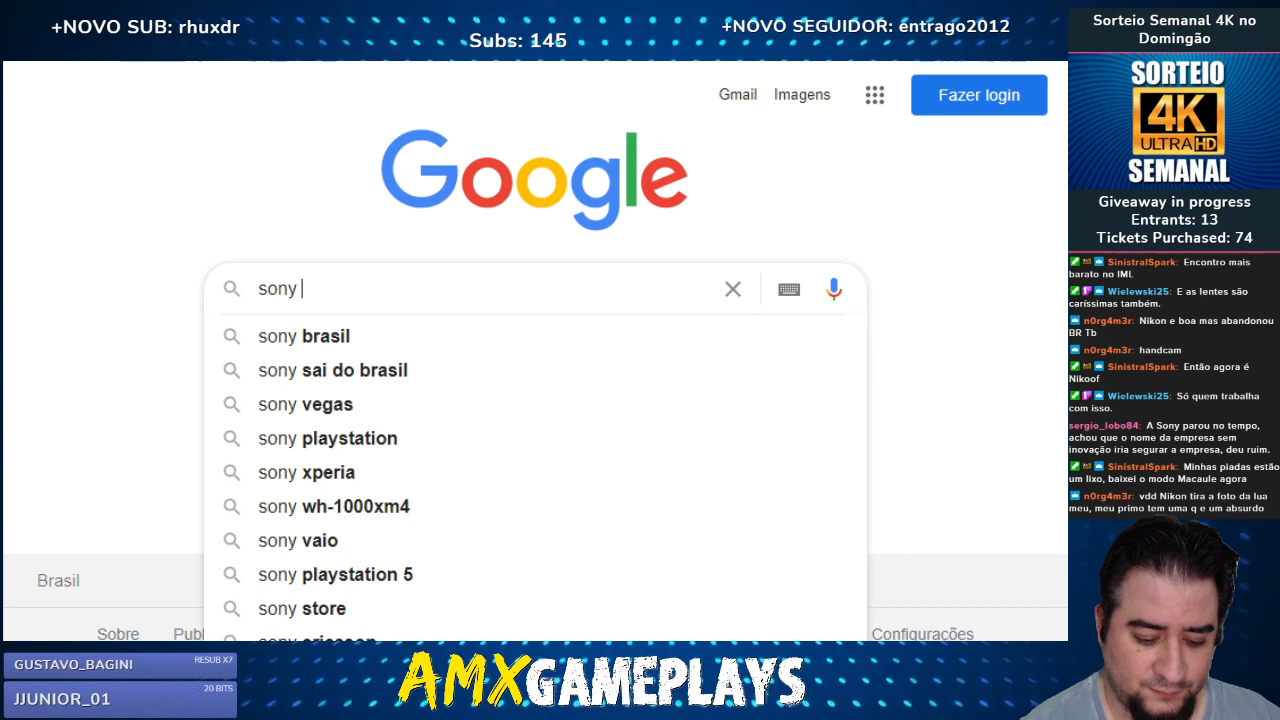 +NOVO SUB: rhuxdr
Subs: 145
+NOVO SEGUIDOR: entrago2012
Sorteio Semanal 4K no
Domingão
Gmail
Imagens
Fazer login
Google
SORTEIO
4K
ULTRA HD
SEMANAL
Giveaway in progress
Entrants: 13
Tickets Purchased: 74
sony
sony brasil
sony sai do brasil
sony vegas
sony playstation
sony xperia
sony wh-1000xm4
sony vaio
sony playstation 5
sony store
sony ericsson
Brasil
Sobre
Publ
Configurações
SinistralSpark: Encontro mais
barato no IML
Wielewski25: E as lentes são
caríssimas também.
n0rg4m3r: Nikon e boa mas abandonou
BR Tb
n0rg4m3r: handcam
SinistralSpark: Então agora é
Nikoof
Wielewski25: Só quem trabalha
com isso.
sergio_lobo84: A Sony parou no tempo,
achou que o nome da empresa sem
inovação iria segurar a empresa, deu ruim.
SinistralSpark: Minhas piadas estão
um lixo, baixei o modo Macaule agora
n0rg4m3r: vdd Nikon tira a foto da lua
meu, meu primo tem uma q e um absurdo
GUSTAVO_BAGINI
RESUB X7
JJUNIOR_01
20 BITS
AMXGAMEPLAYS